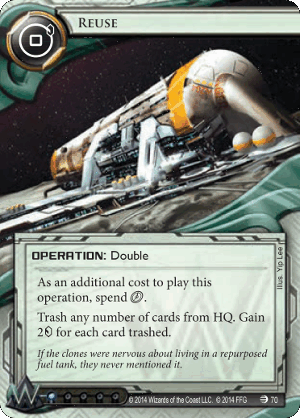 0
REUSE
OPERATION: Double
As an additional cost to play this
operation, spend .
Trash any number of cards from HQ. Gain
2 for each card trashed.
If the clones were nervous about living in a repurposed
fuel tank, they never mentioned it.
Illus. Yip Lee
© 2014 Wizards of the Coast LLC. © 2014 FFG
70